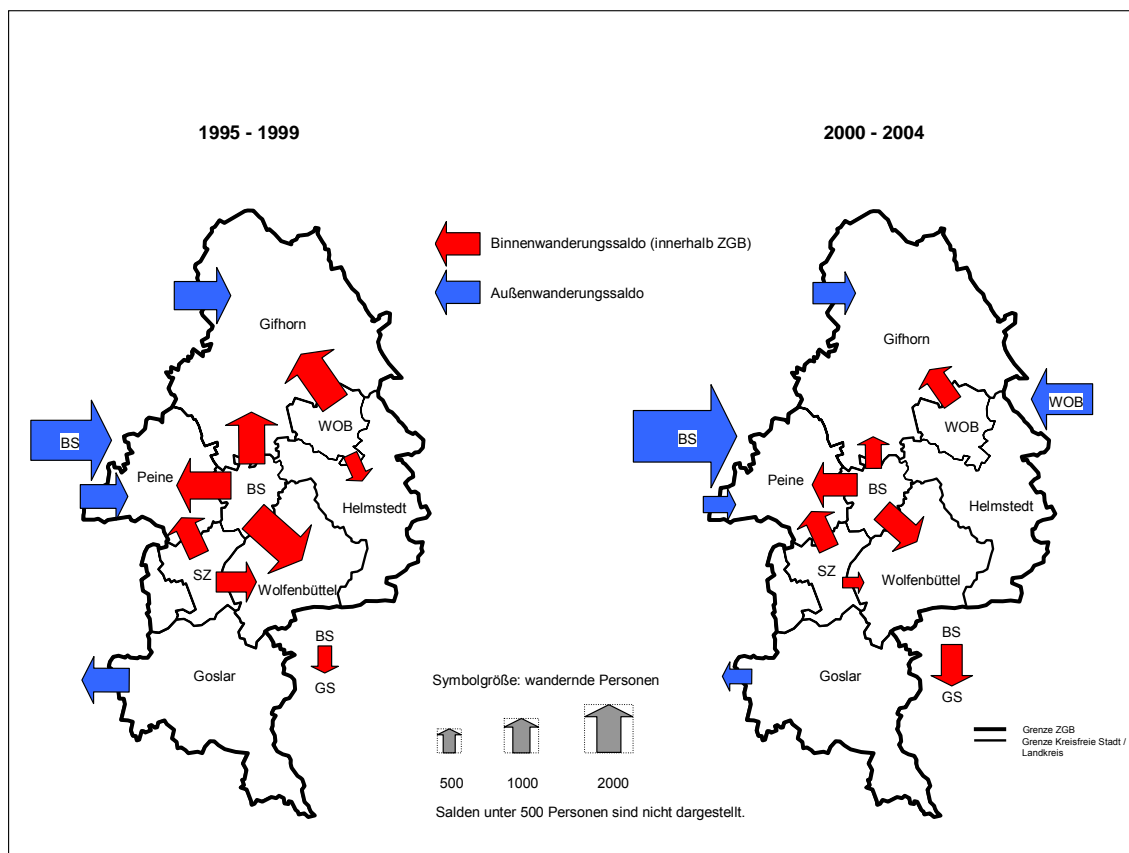 1995 - 1999
2000 - 2004
Binnenwanderungssaldo (innerhalb ZGB)
Außenwanderungssaldo
Gifhorn
WOB
BS
Peine
BS
Helmstedt
SZ
Wolfenbüttel
BS
GS
Goslar
Gifhorn
WOB
WOB
BS
Peine
BS
Helmstedt
SZ
Wolfenbüttel
BS
GS
Goslar
Symbolgröße: wandernde Personen
500 1000 2000
Salden unter 500 Personen sind nicht dargestellt.
Grenze ZGB
Grenze Kreisfreie Stadt /
Landkreis